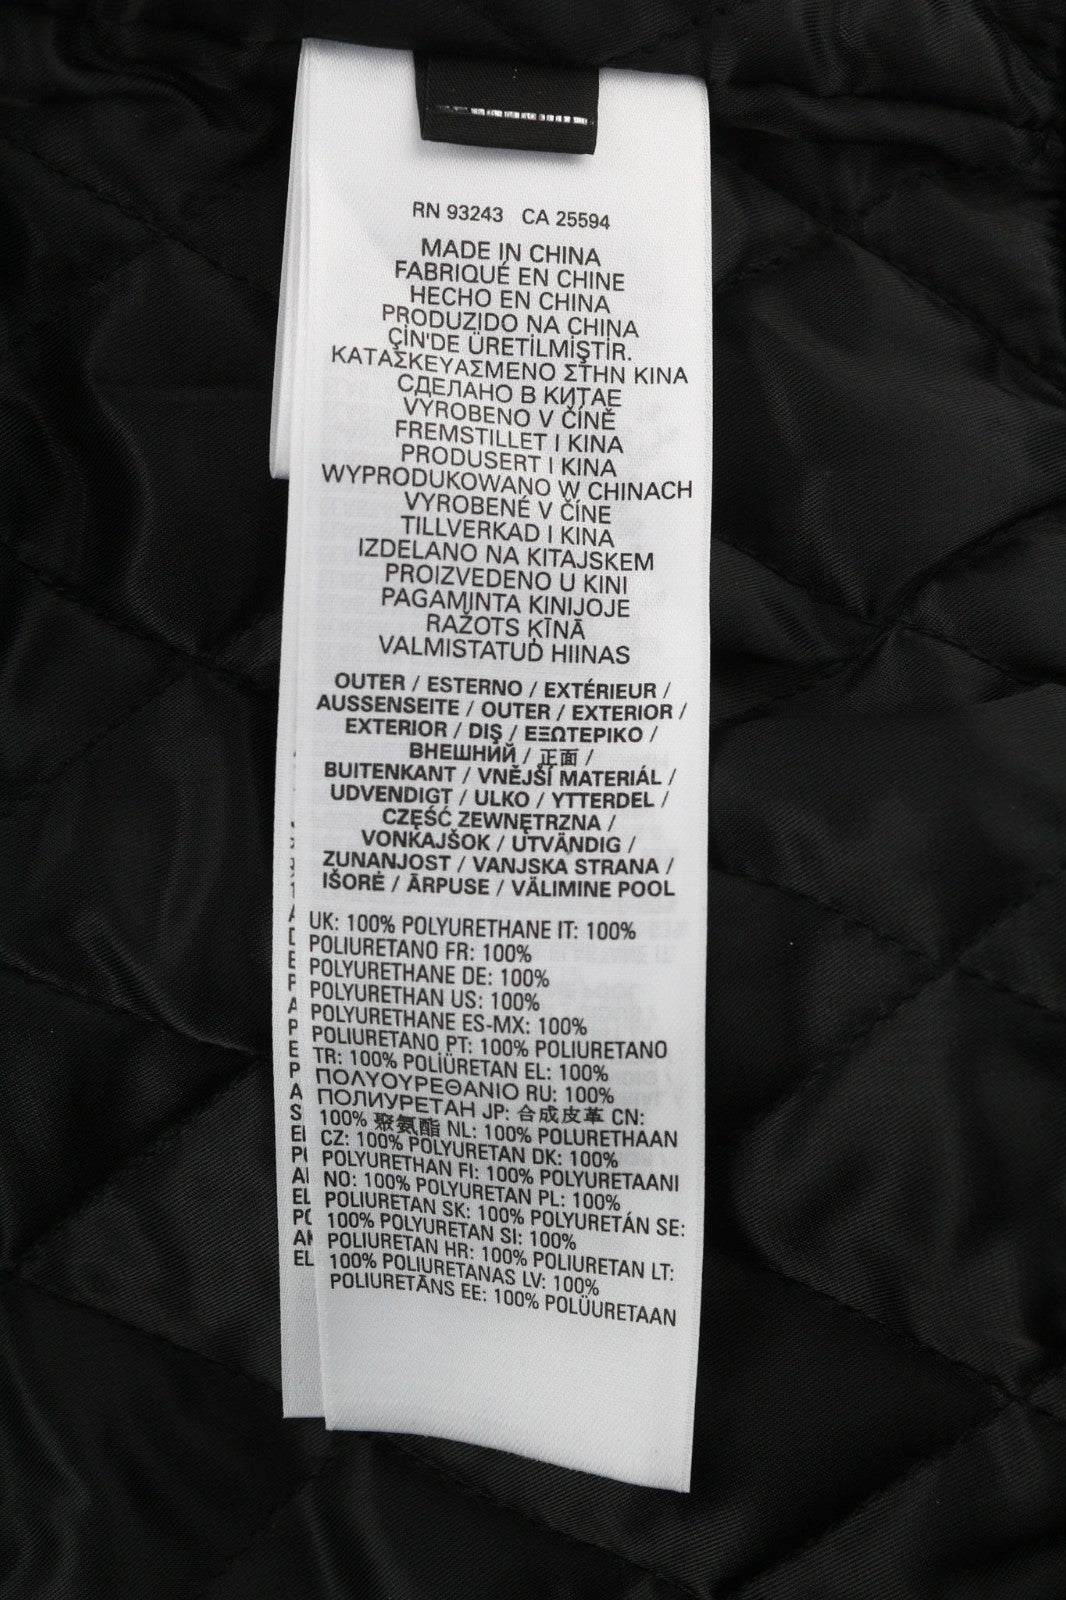 RN 93243 CA 25594
MADE IN CHINA
FABRIQUÉ EN CHINE
HECHO EN CHINA
PRODUZIDO NA CHINA
ÇİN'DE ÜRETİLMİŞTİR.
ΚΑΤΑΣΚΕΥΑΣΜΕΝΟ ΣΤΗΝ ΚΙΝΑ
СДЕЛАНО В КИТАЕ
VYROBENO V ČÍNĚ
FREMSTILLET I KINA
PRODUSERT I KINA
WYPRODUKOWANO W CHINACH
VYROBENÉ V ČÍNE
TILLVERKAD I KINA
IZDELANO NA KITAJSKEM
PROIZVEDENO U KINI
PAGAMINTA KINIJOJE
RAŽOTS ĶĪNĀ
VALMISTATUD HIINAS
OUTER / ESTERNO / EXTÉRIEUR /
AUSSENSEITE / OUTER / EXTERIOR /
EXTERIOR / DIŞ / ΕΞΩΤΕΡΙΚΟ /
ВНЕШНИЙ / 正面 /
BUITENKANT / VNĚJŠÍ MATERIÁL /
UDVENDIGT / ULKO / YTTERDEL /
CZĘŚĆ ZEWNĘTRZNA /
VONKAJŠOK / UTVÄNDIG /
ZUNANJOST / VANJSKA STRANA /
IŠORĖ / ĀRPUSE / VÄLIMINE POOL
UK: 100% POLYURETHANE IT: 100%
POLIURETANO FR: 100%
POLYURETHANE DE: 100%
POLYURETHAN US: 100%
POLYURETHANE ES-MX: 100%
POLIURETANO PT: 100% POLIURETANO
TR: 100% POLİÜRETAN EL: 100%
ΠΟΛΥΟΥΡΕΘΑΝΙΟ RU: 100%
ПОЛИУРЕТАН JP: 合成皮革 CN:
100% 聚氨酯 NL: 100% POLURETHAAN
CZ: 100% POLYURETAN DK: 100%
POLYURETHAN FI: 100% POLYURETAANI
NO: 100% POLYURETAN PL: 100%
POLIURETAN SK: 100% POLYURETÁN SE:
100% POLYURETAN SI: 100%
POLIURETAN HR: 100% POLIURETAN LT:
100% POLIURETANAS LV: 100%
POLIURETĀNS EE: 100% POLÜURETAAN